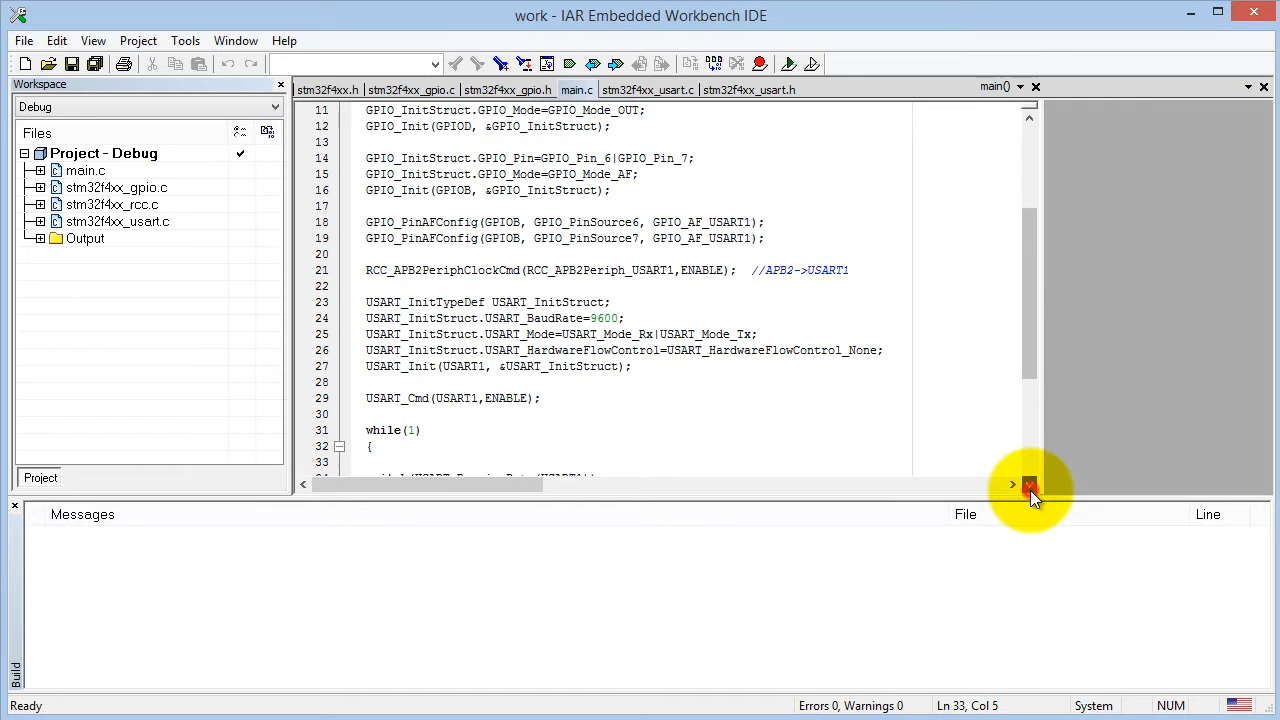 work - IAR Embedded Workbench IDE
File Edit View Project Tools Window Help
Workspace
stm32f4xx.h stm32f4xx_gpio.c stm32f4xx_gpio.h main.c stm32f4xx_usart.c stm32f4xx_usart.h main()
Debug
Files
Project - Debug
main.c
stm32f4xx_gpio.c
stm32f4xx_rcc.c
stm32f4xx_usart.c
Output
Project
11 GPIO_InitStruct.GPIO_Mode=GPIO_Mode_OUT;
12 GPIO_Init(GPIOD, &GPIO_InitStruct);
13
14 GPIO_InitStruct.GPIO_Pin=GPIO_Pin_6|GPIO_Pin_7;
15 GPIO_InitStruct.GPIO_Mode=GPIO_Mode_AF;
16 GPIO_Init(GPIOB, &GPIO_InitStruct);
17
18 GPIO_PinAFConfig(GPIOB, GPIO_PinSource6, GPIO_AF_USART1);
19 GPIO_PinAFConfig(GPIOB, GPIO_PinSource7, GPIO_AF_USART1);
20
21 RCC_APB2PeriphClockCmd(RCC_APB2Periph_USART1,ENABLE); //APB2->USART1
22
23 USART_InitTypeDef USART_InitStruct;
24 USART_InitStruct.USART_BaudRate=9600;
25 USART_InitStruct.USART_Mode=USART_Mode_Rx|USART_Mode_Tx;
26 USART_InitStruct.USART_HardwareFlowControl=USART_HardwareFlowControl_None;
27 USART_Init(USART1, &USART_InitStruct);
28
29 USART_Cmd(USART1,ENABLE);
30
31 while(1)
32 {
33
Messages File Line
Build
Ready Errors 0, Warnings 0 Ln 33, Col 5 System NUM